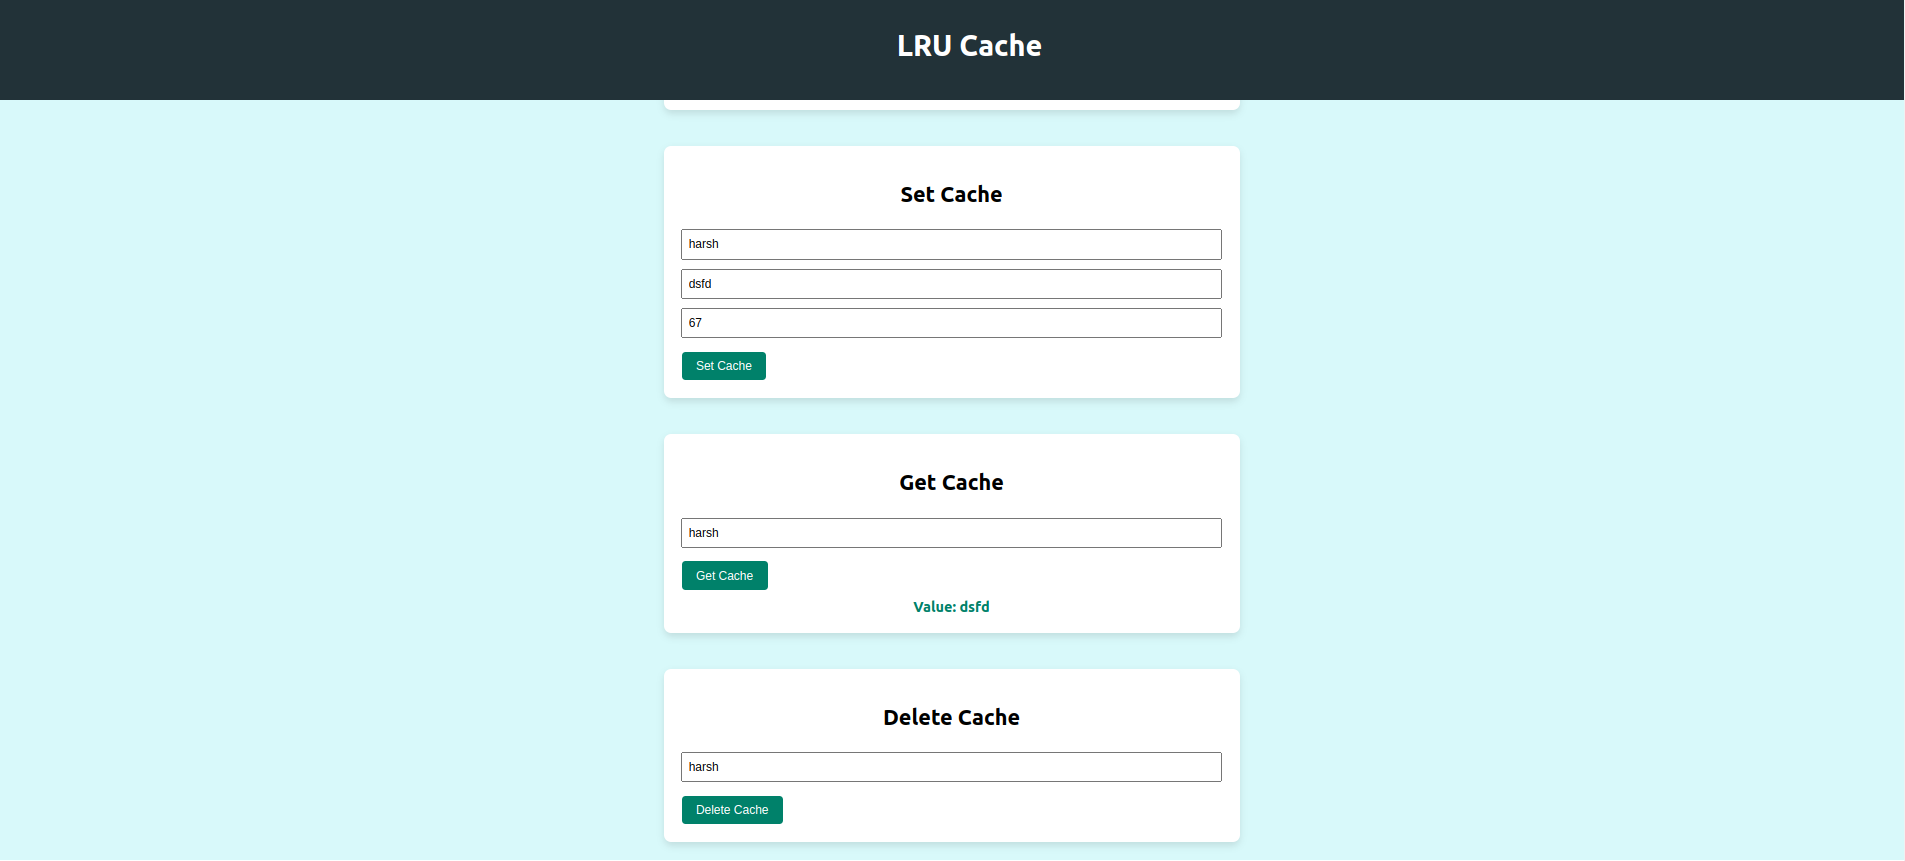 LRU Cache
Set Cache
harsh
dsfd
67
Set Cache
Get Cache
harsh
Get Cache
Value: dsfd
Delete Cache
harsh
Delete Cache